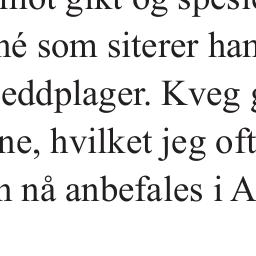 mot gikt og spesi
né som siterer han
eddplager. Kveg g
ne, hvilket jeg oft
n nå anbefales i A